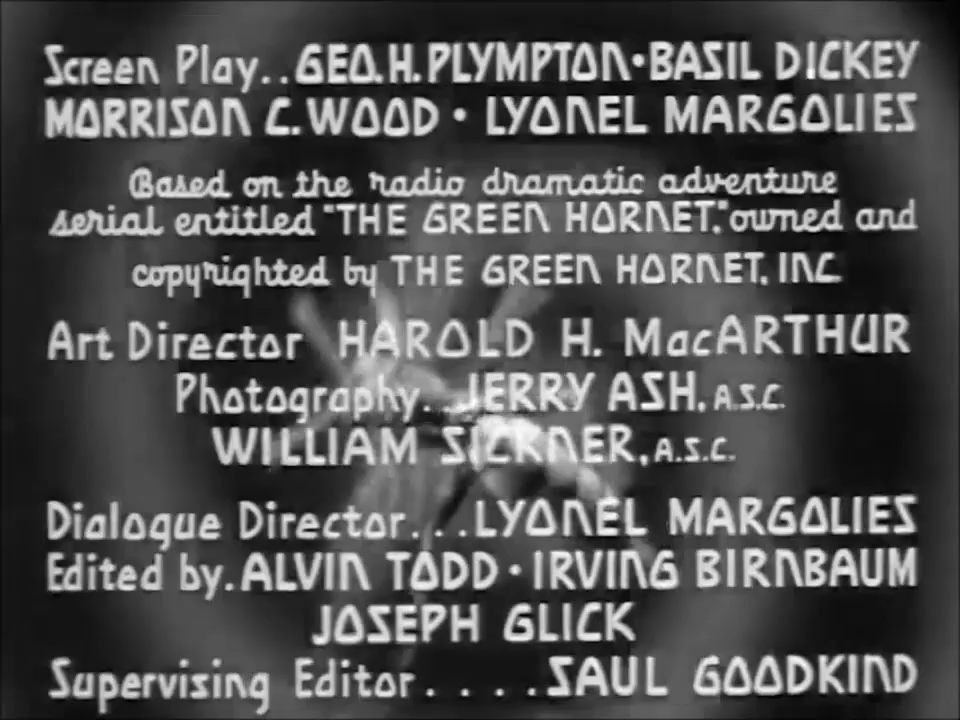 Screen Play..GEO. H. PLYMPTON•BASIL DICKEY
MORRISON C. WOOD • LYONEL MARGOLIES
Based on the radio dramatic adventure
serial entitled "THE GREEN HORNET," owned and
copyrighted by THE GREEN HORNET, INC.
Art Director HAROLD H. MacARTHUR
Photography...JERRY ASH, A.S.C.
WILLIAM SICKNER, A.S.C.
Dialogue Director...LYONEL MARGOLIES
Edited by.ALVIN TODD•IRVING BIRNBAUM
JOSEPH GLICK
Supervising Editor....SAUL GOODKIND